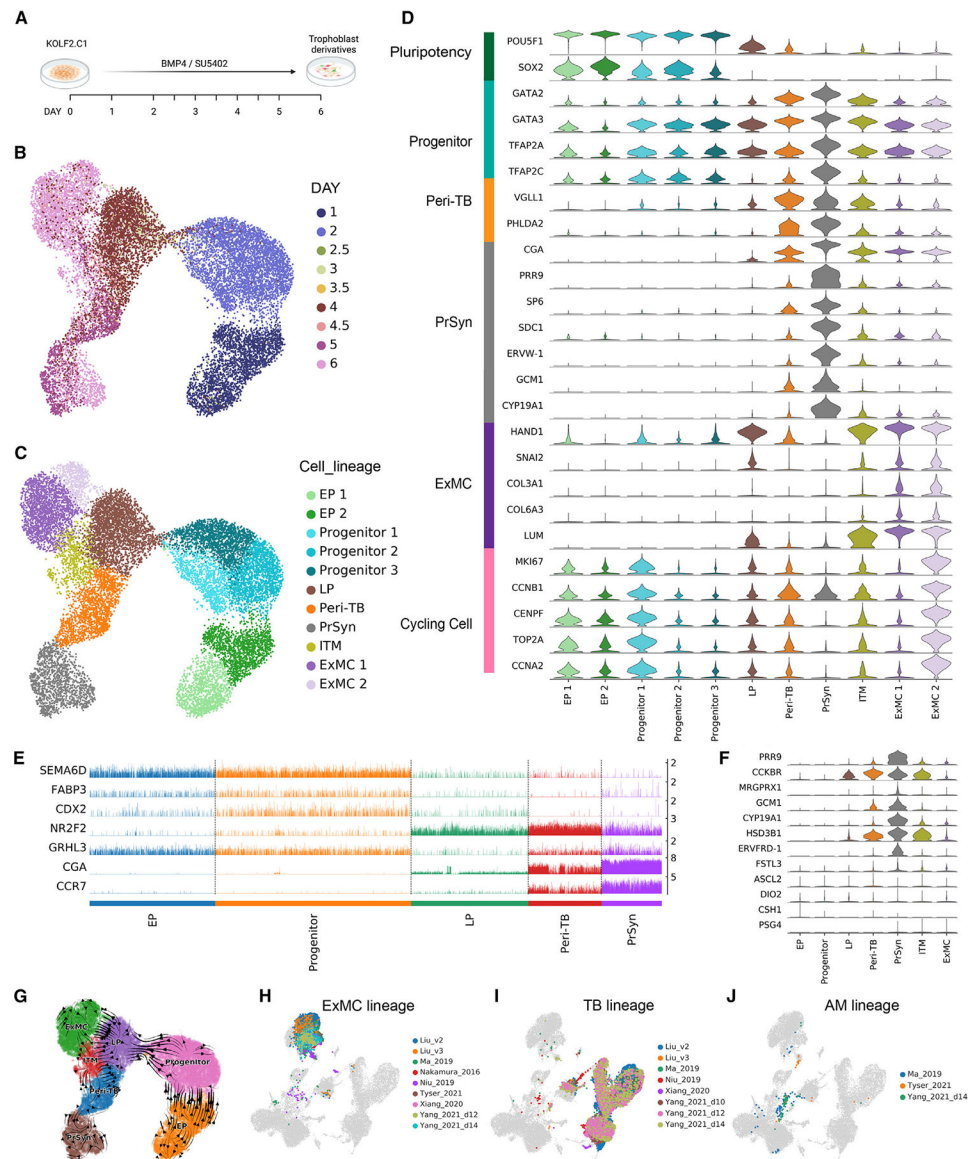 A
KOLF2.C1
BMP4 / SU5402
Trophoblast
derivatives
DAY 0 1 2 3 4 5 6
B
DAY
1
2
2.5
3
3.5
4
4.5
5
6
C
Cell_lineage
EP 1
EP 2
Progenitor 1
Progenitor 2
Progenitor 3
LP
Peri-TB
PrSyn
ITM
ExMC 1
ExMC 2
D
Pluripotency
Progenitor
Peri-TB
PrSyn
ExMC
Cycling Cell
POU5F1
SOX2
GATA2
GATA3
TFAP2A
TFAP2C
VGLL1
PHLDA2
CGA
PRR9
SP6
SDC1
ERVW-1
GCM1
CYP19A1
HAND1
SNAI2
COL3A1
COL6A3
LUM
MKI67
CCNB1
CENPF
TOP2A
CCNA2
EP 1
EP 2
Progenitor 1
Progenitor 2
Progenitor 3
LP
Peri-TB
PrSyn
ITM
ExMC 1
ExMC 2
E
SEMA6D 2
FABP3 2
CDX2 2
NR2F2 3
GRHL3 2
CGA 8
CCR7 5
EP
Progenitor
LP
Peri-TB
PrSyn
F
PRR9
CCKBR
MRGPRX1
GCM1
CYP19A1
HSD3B1
ERVFRD-1
FSTL3
ASCL2
DIO2
CSH1
PSG4
EP
Progenitor
LP
Peri-TB
PrSyn
ITM
ExMC
G
ExMC
LP
ITM
Progenitor
Peri-TB
EP
PrSyn
H
ExMC lineage
Liu_v2
Liu_v3
Ma_2019
Nakamura_2016
Niu_2019
Tyser_2021
Xiang_2020
Yang_2021_d12
Yang_2021_d14
I
TB lineage
Liu_v2
Liu_v3
Ma_2019
Niu_2019
Xiang_2020
Yang_2021_d10
Yang_2021_d12
Yang_2021_d14
J
AM lineage
Ma_2019
Tyser_2021
Yang_2021_d14